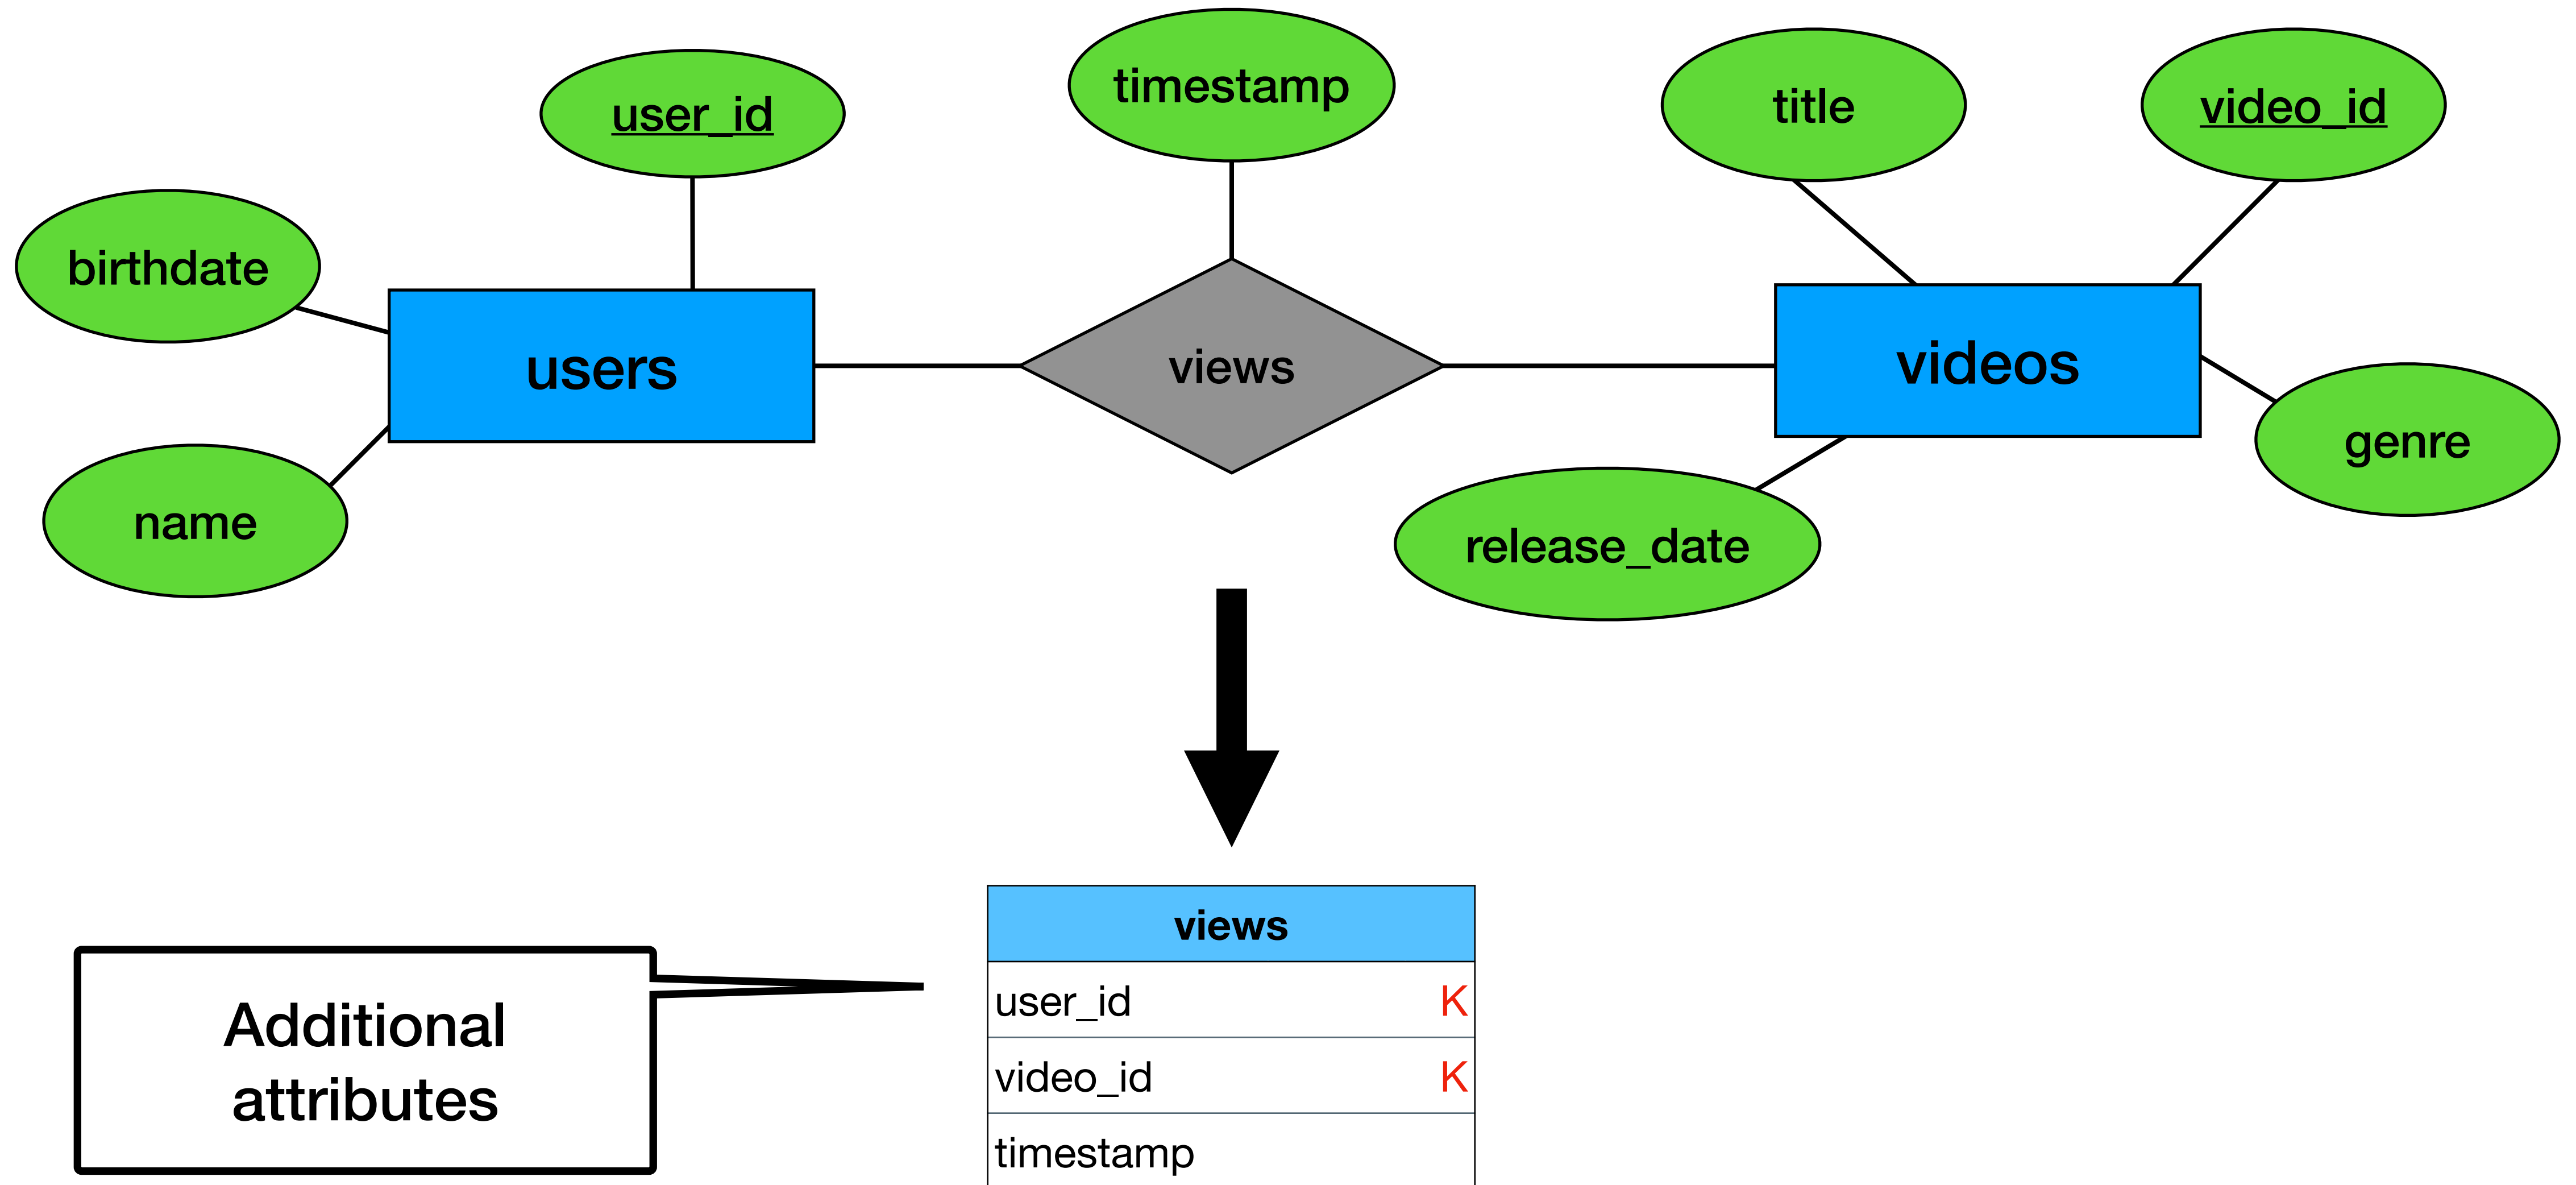 timestamp
title
video_id
user_id
birthdate
users
views
videos
genre
name
release_date
views
user_id K
video_id K
timestamp
Additional
attributes